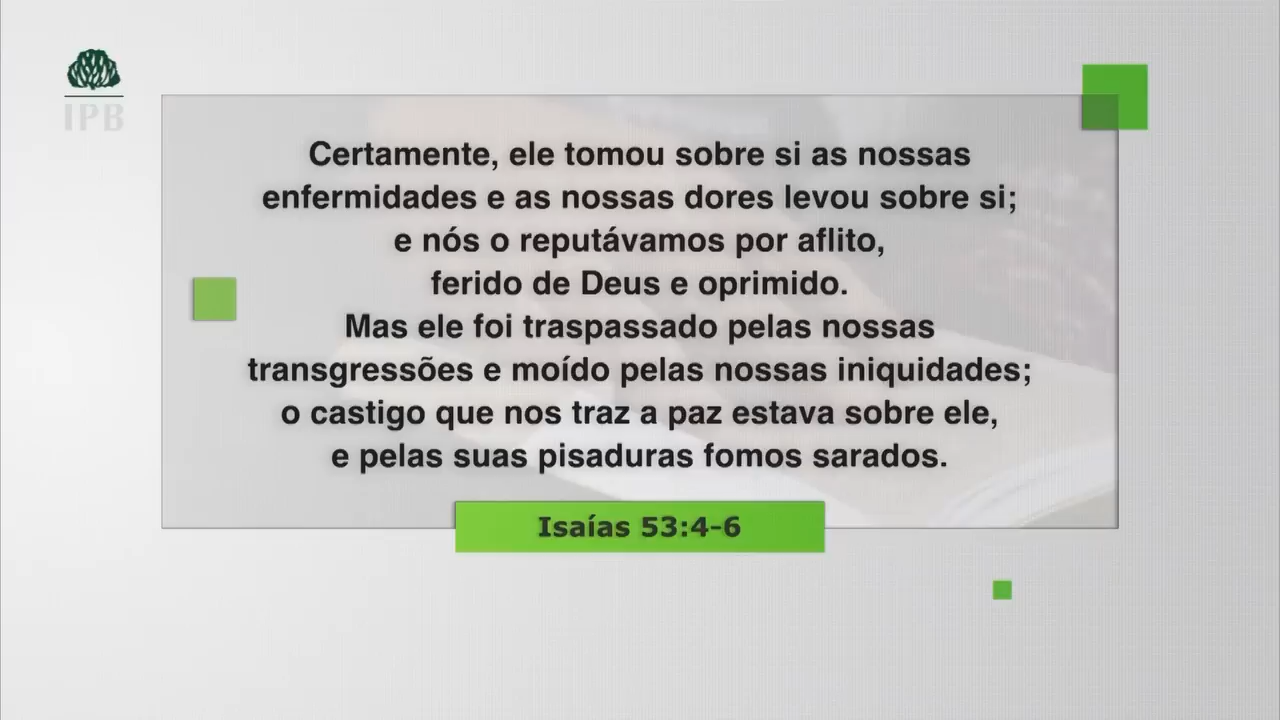 IPB
Certamente, ele tomou sobre si as nossas
enfermidades e as nossas dores levou sobre si;
e nós o reputávamos por aflito,
ferido de Deus e oprimido.
Mas ele foi traspassado pelas nossas
transgressões e moído pelas nossas iniquidades;
o castigo que nos traz a paz estava sobre ele,
e pelas suas pisaduras fomos sarados.
Isaías 53:4-6